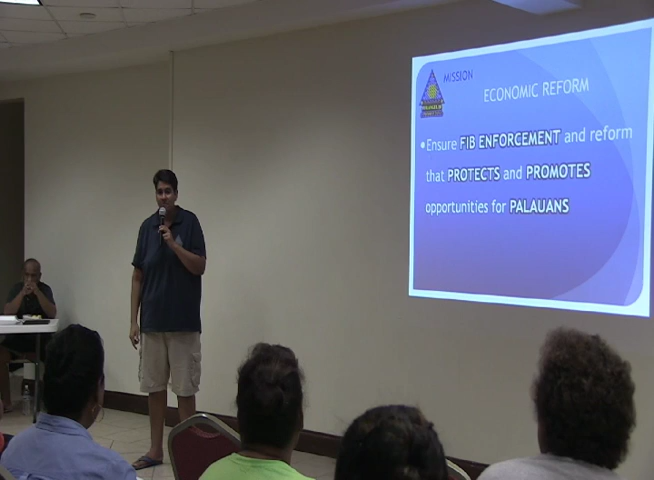 MISSION
ECONOMIC REFORM
•Ensure FIB ENFORCEMENT and reform
that PROTECTS and PROMOTES
opportunities for PALAUANS